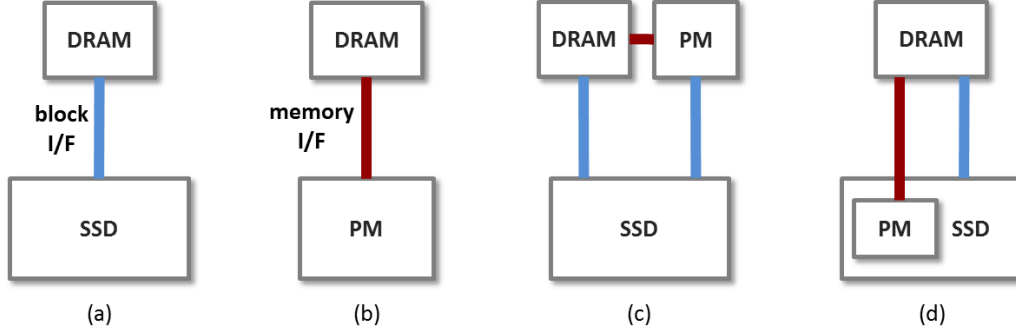 DRAM
block
I/F
SSD
(a)
DRAM
memory
I/F
PM
(b)
DRAM
PM
SSD
(c)
DRAM
PM
SSD
(d)